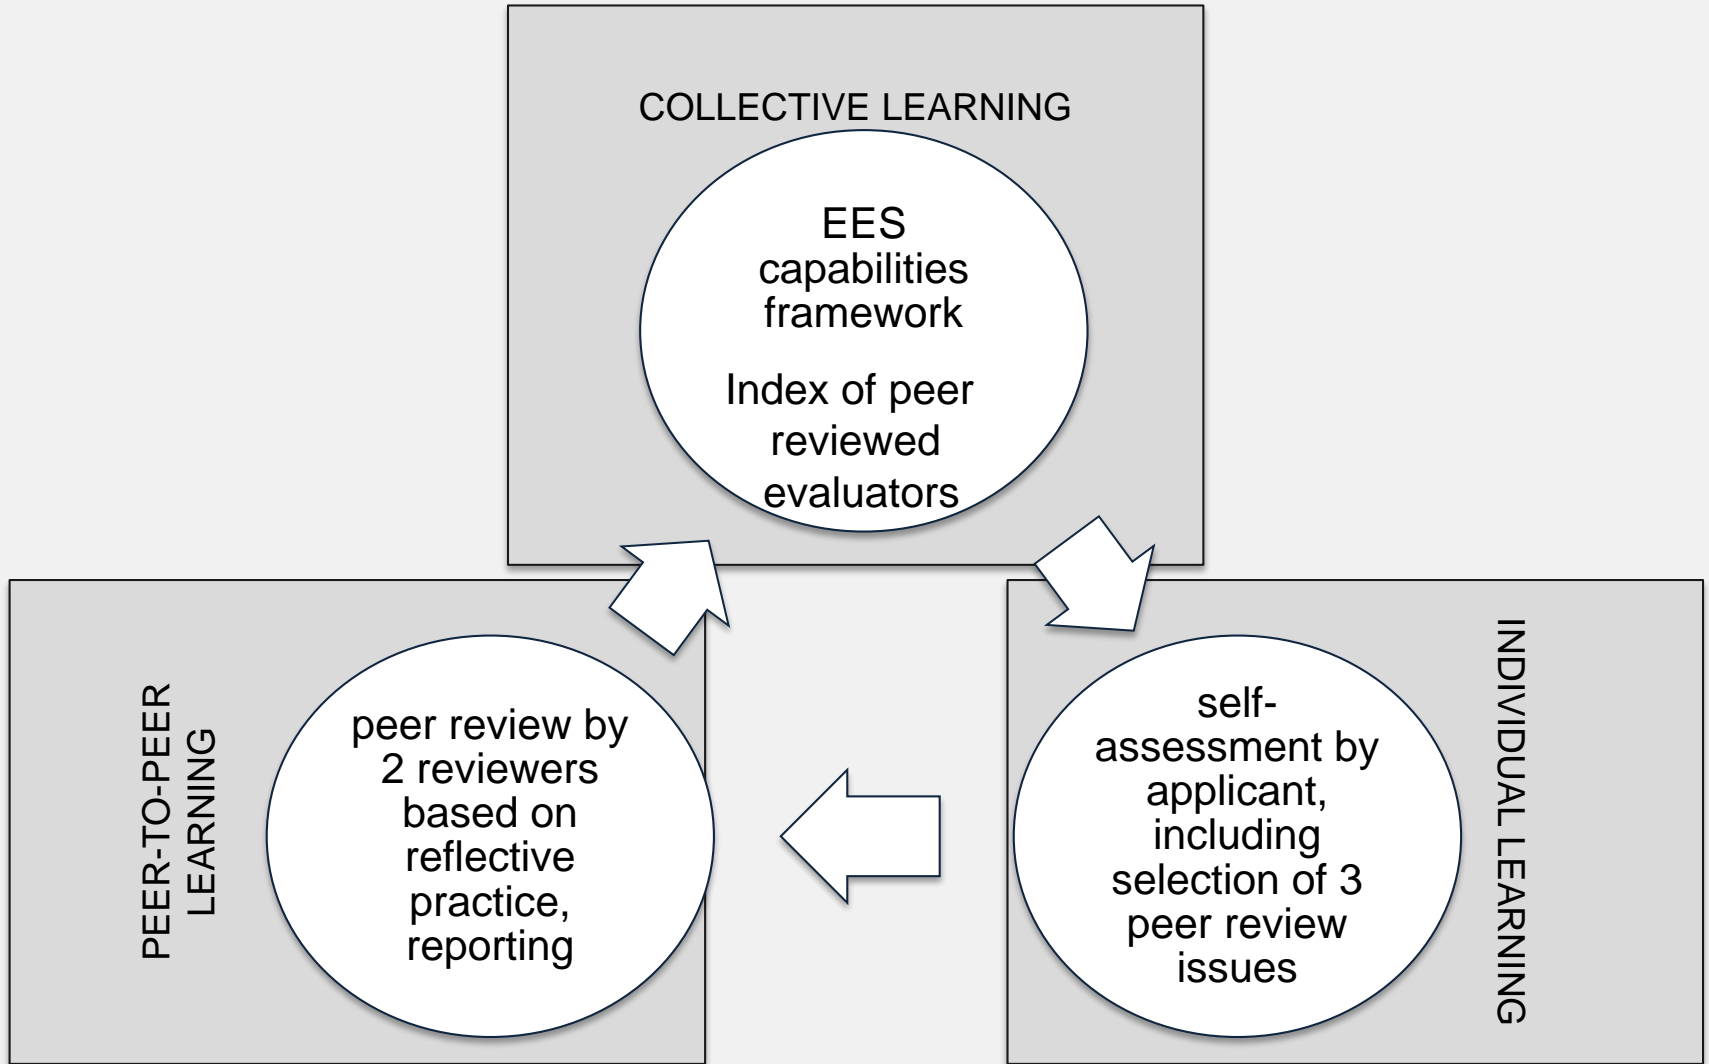 COLLECTIVE LEARNING
EES
capabilities
framework
Index of peer
reviewed
evaluators
PEER-TO-PEER
LEARNING
peer review by
2 reviewers
based on
reflective
practice,
reporting
self-
assessment by
applicant,
including
selection of 3
peer review
issues
INDIVIDUAL LEARNING